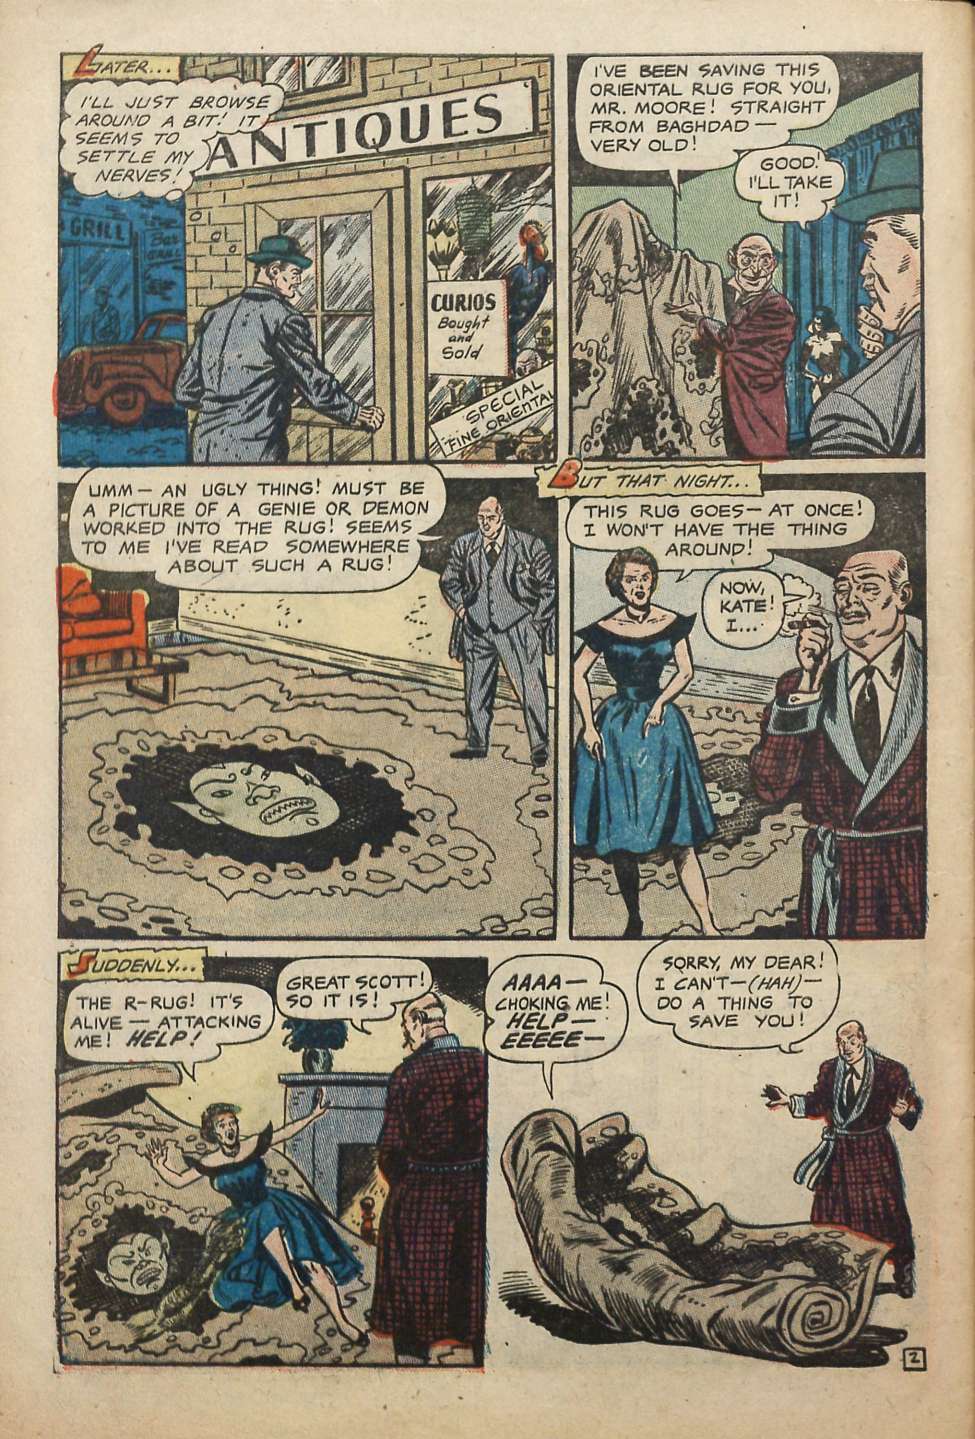 LATER...
I'LL JUST BROWSE
AROUND A BIT! IT
SEEMS TO
SETTLE MY
NERVES!
ANTIQUES
GRILL
Bar
GRILL
CURIOS
Bought
and
Sold
SPECIAL
"FINE ORIENTAL
I'VE BEEN SAVING THIS
ORIENTAL RUG FOR YOU,
MR. MOORE! STRAIGHT
FROM BAGHDAD—
VERY OLD!
GOOD!
I'LL TAKE
IT!
UMM— AN UGLY THING! MUST BE
A PICTURE OF A GENIE OR DEMON
WORKED INTO THE RUG! SEEMS
TO ME I'VE READ SOMEWHERE
ABOUT SUCH A RUG!
BUT THAT NIGHT...
THIS RUG GOES— AT ONCE!
I WON'T HAVE THE THING
AROUND!
NOW,
KATE!
I...
SUDDENLY...
THE R-RUG! IT'S
ALIVE— ATTACKING
ME! HELP!
GREAT SCOTT!
SO IT IS!
AAAA—
CHOKING ME!
HELP—
EEEEE—
SORRY, MY DEAR!
I CAN'T—(HAH)—
DO A THING TO
SAVE YOU!
2